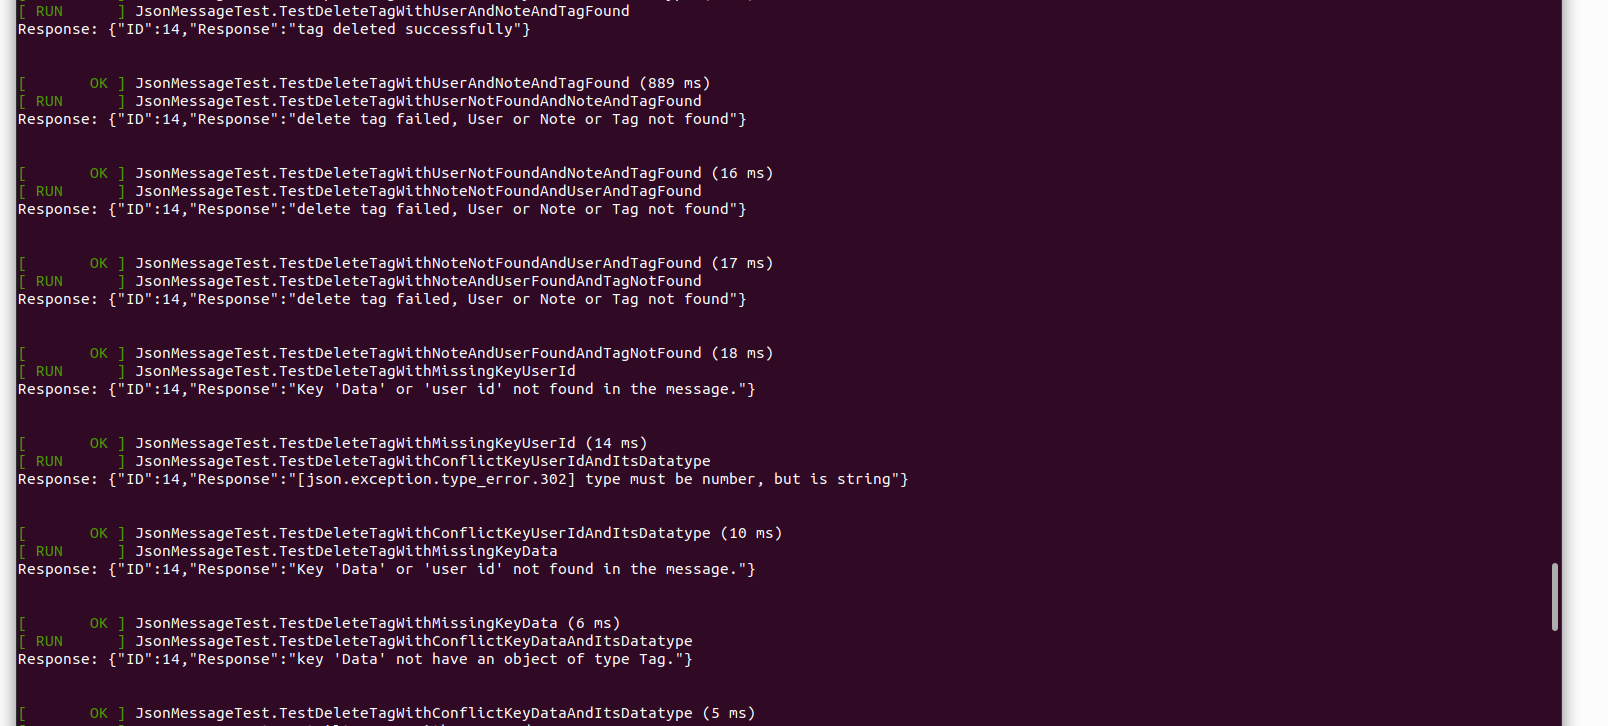 [ RUN      ] JsonMessageTest.TestDeleteTagWithUserAndNoteAndTagFound
Response: {"ID":14,"Response":"tag deleted successfully"}
[       OK ] JsonMessageTest.TestDeleteTagWithUserAndNoteAndTagFound (889 ms)
[ RUN      ] JsonMessageTest.TestDeleteTagWithUserNotFoundAndNoteAndTagFound
Response: {"ID":14,"Response":"delete tag failed, User or Note or Tag not found"}
[       OK ] JsonMessageTest.TestDeleteTagWithUserNotFoundAndNoteAndTagFound (16 ms)
[ RUN      ] JsonMessageTest.TestDeleteTagWithNoteNotFoundAndUserAndTagFound
Response: {"ID":14,"Response":"delete tag failed, User or Note or Tag not found"}
[       OK ] JsonMessageTest.TestDeleteTagWithNoteNotFoundAndUserAndTagFound (17 ms)
[ RUN      ] JsonMessageTest.TestDeleteTagWithNoteAndUserFoundAndTagNotFound
Response: {"ID":14,"Response":"delete tag failed, User or Note or Tag not found"}
[       OK ] JsonMessageTest.TestDeleteTagWithNoteAndUserFoundAndTagNotFound (18 ms)
[ RUN      ] JsonMessageTest.TestDeleteTagWithMissingKeyUserId
Response: {"ID":14,"Response":"Key 'Data' or 'user id' not found in the message."}
[       OK ] JsonMessageTest.TestDeleteTagWithMissingKeyUserId (14 ms)
[ RUN      ] JsonMessageTest.TestDeleteTagWithConflictKeyUserIdAndItsDatatype
Response: {"ID":14,"Response":"[json.exception.type_error.302] type must be number, but is string"}
[       OK ] JsonMessageTest.TestDeleteTagWithConflictKeyUserIdAndItsDatatype (10 ms)
[ RUN      ] JsonMessageTest.TestDeleteTagWithMissingKeyData
Response: {"ID":14,"Response":"Key 'Data' or 'user id' not found in the message."}
[       OK ] JsonMessageTest.TestDeleteTagWithMissingKeyData (6 ms)
[ RUN      ] JsonMessageTest.TestDeleteTagWithConflictKeyDataAndItsDatatype
Response: {"ID":14,"Response":"key 'Data' not have an object of type Tag."}
[       OK ] JsonMessageTest.TestDeleteTagWithConflictKeyDataAndItsDatatype (5 ms)